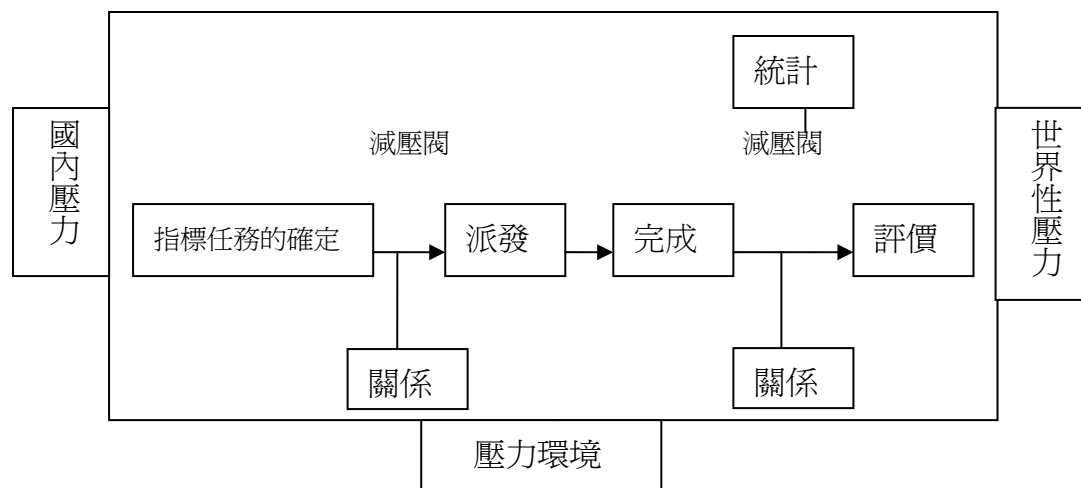 統計
國內壓力
減壓閥
減壓閥
世界性壓力
指標任務的確定
派發
完成
評價
關係
關係
壓力環境